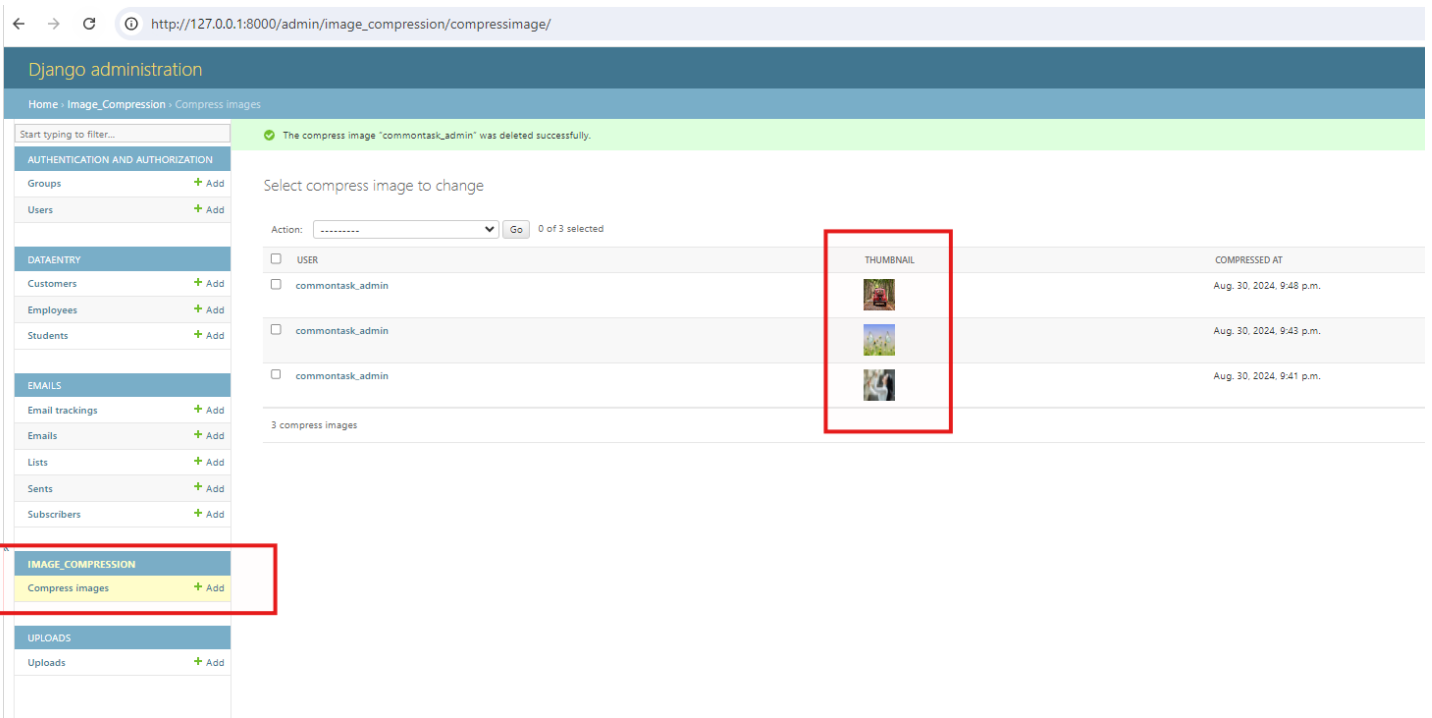 http://127.0.0.1:8000/admin/image_compression/compressimage/
Django administration
Home › Image_Compression › Compress images
Start typing to filter...
AUTHENTICATION AND AUTHORIZATION
Groups + Add
Users + Add
DATAENTRY
Customers + Add
Employees + Add
Students + Add
EMAILS
Email trackings + Add
Emails + Add
Lists + Add
Sents + Add
Subscribers + Add
«
IMAGE_COMPRESSION
Compress images + Add
UPLOADS
Uploads + Add
The compress image "commontask_admin" was deleted successfully.
Select compress image to change
Action: --------- Go 0 of 3 selected
USER THUMBNAIL COMPRESSED AT
commontask_admin Aug. 30, 2024, 9:48 p.m.
commontask_admin Aug. 30, 2024, 9:43 p.m.
commontask_admin Aug. 30, 2024, 9:41 p.m.
3 compress images